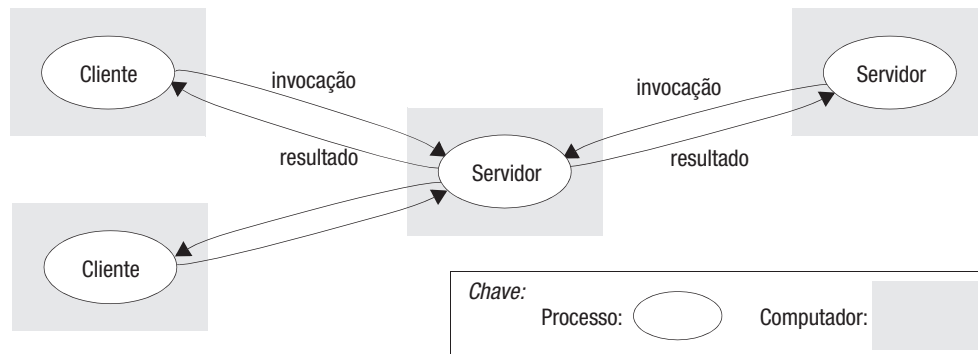 Cliente
invocação
resultado
Servidor
invocação
resultado
Servidor
Cliente
Chave:
Processo:
Computador: